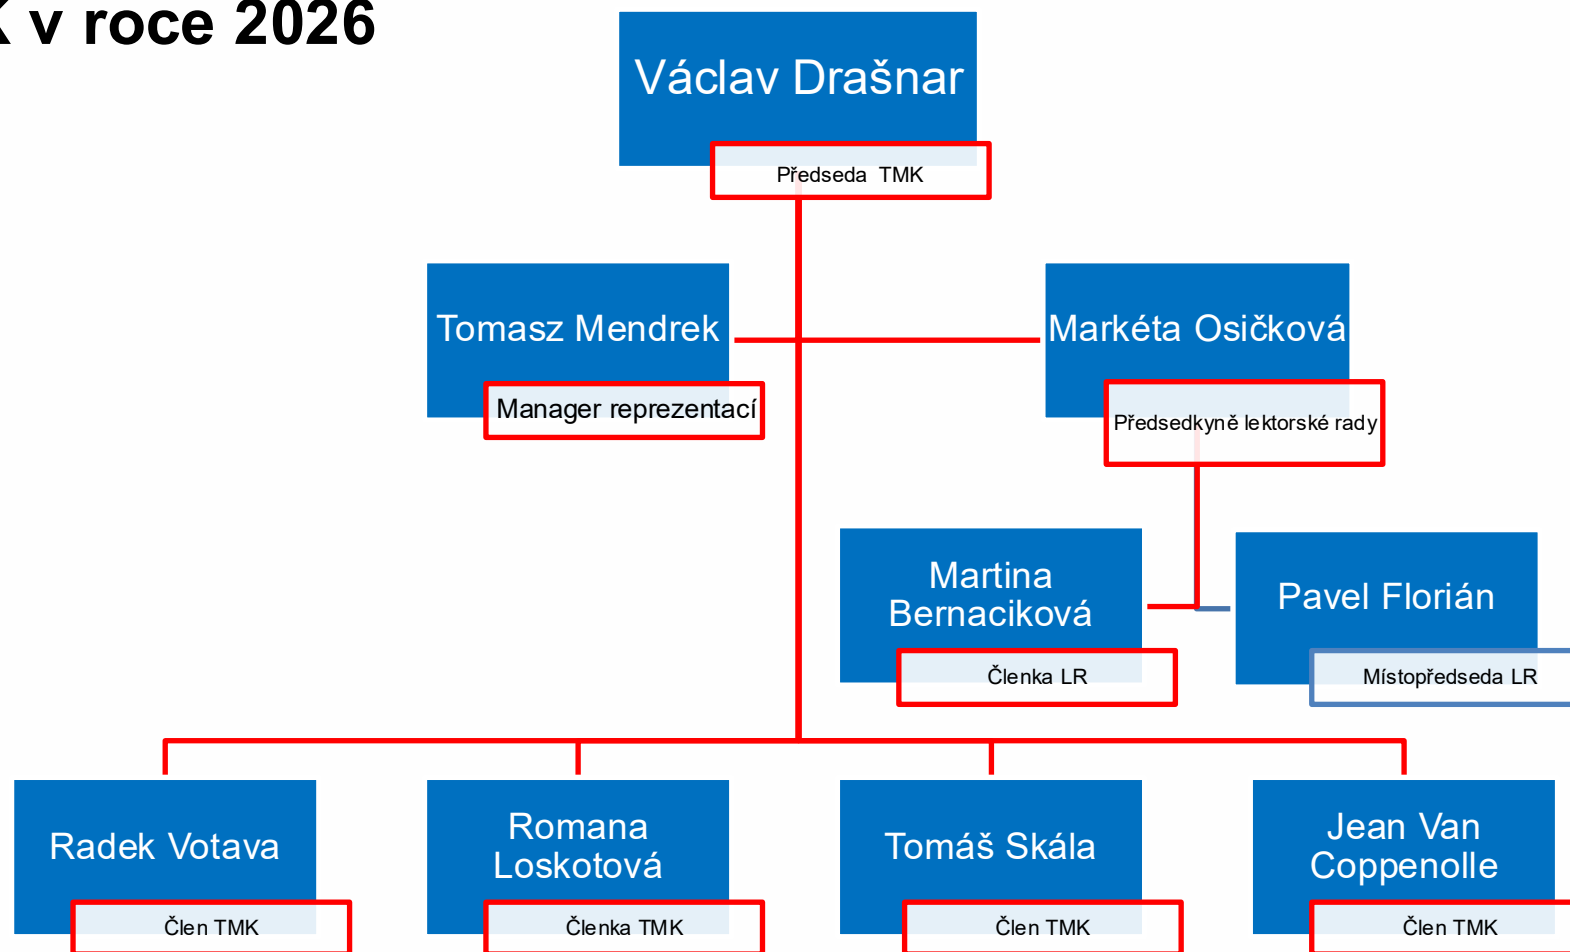 K v roce 2026
Václav Drašnar
Předseda TMK
Tomasz Mendrek
Manager reprezentací
Markéta Osičková
Předsedkyně lektorské rady
Martina
Bernaciková
Členka LR
Pavel Florián
Místopředseda LR
Radek Votava
Člen TMK
Romana
Loskotová
Členka TMK
Tomáš Skála
Člen TMK
Jean Van
Coppenolle
Člen TMK